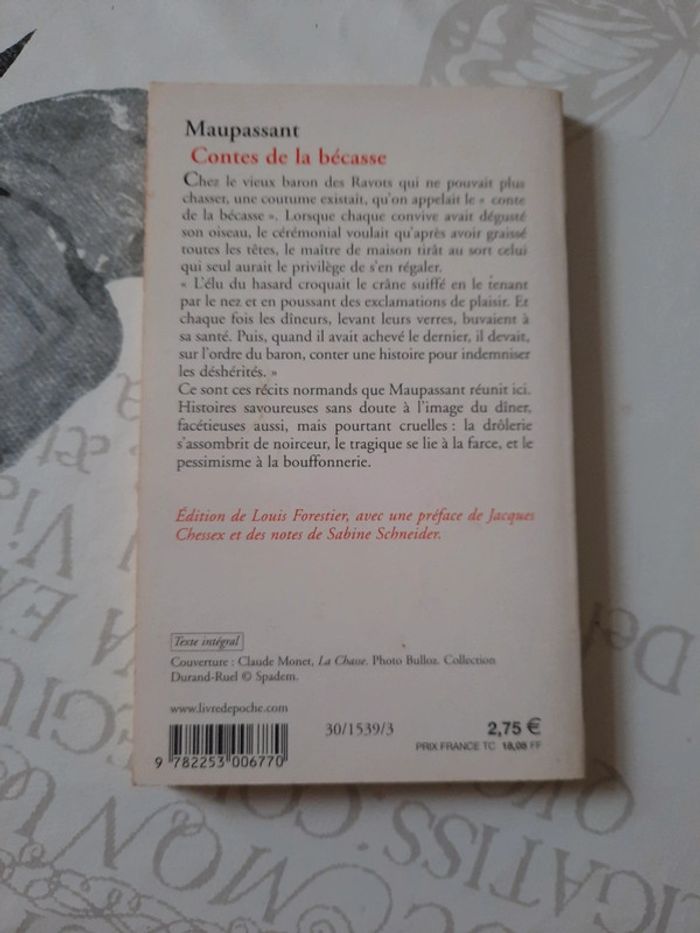 Maupassant
Contes de la bécasse
Chez le vieux baron des Ravots qui ne pouvait plus
chasser, une coutume existait, qu'on appelait le « conte
de la bécasse ». Lorsque chaque convive avait dégusté
son oiseau, le cérémonial voulait qu'après avoir graissé
toutes les têtes, le maître de maison tirât au sort celui
qui seul aurait le privilège de s'en régaler.
« L'élu du hasard croquait le crâne suiffé en le tenant
par le nez et en poussant des exclamations de plaisir. Et
chaque fois les dîneurs, levant leurs verres, buvaient à
sa santé. Puis, quand il avait achevé le dernier, il devait,
sur l'ordre du baron, conter une histoire pour indemniser
les déshérités. »
Ce sont ces récits normands que Maupassant réunit ici.
Histoires savoureuses sans doute à l'image du dîner,
facétieuses aussi, mais pourtant cruelles : la drôlerie
s'assombrit de noirceur, le tragique se lie à la farce, et le
pessimisme à la bouffonnerie.
Édition de Louis Forestier, avec une préface de Jacques
Chessex et des notes de Sabine Schneider.
Texte intégral
Couverture : Claude Monet, La Chasse. Photo Bulloz. Collection
Durand-Ruel © Spadem.
www.livredepoche.com
30/1539/3
2,75 €
PRIX FRANCE TC 18,05 FF
9 782253 006770